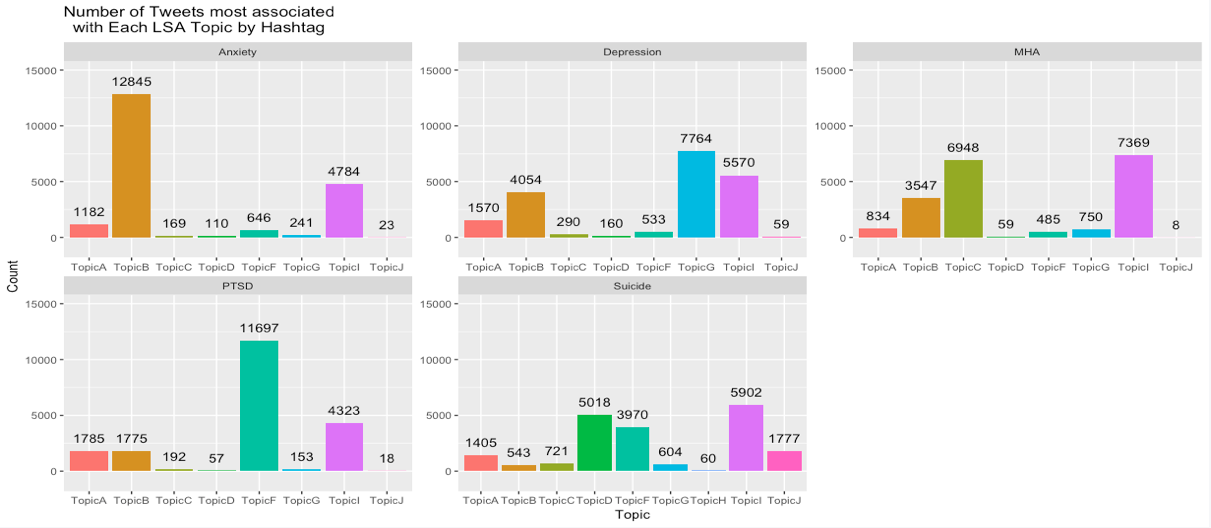 Number of Tweets most associated
with Each LSA Topic by Hashtag
Anxiety
15000
10000
5000
0
1182 12845 169 110 646 241 4784 23
TopicA TopicB TopicC TopicD TopicF TopicG TopicI TopicJ
Depression
15000
10000
5000
0
1570 4054 290 160 533 7764 5570 59
TopicA TopicB TopicC TopicD TopicF TopicG TopicI TopicJ
MHA
15000
10000
5000
0
834 3547 6948 59 485 750 7369 8
TopicA TopicB TopicC TopicD TopicF TopicG TopicI TopicJ
Count
PTSD
15000
10000
5000
0
1785 1775 192 57 11697 153 4323 18
TopicA TopicB TopicC TopicD TopicF TopicG TopicI TopicJ
Suicide
15000
10000
5000
0
1405 543 721 5018 3970 604 60 5902 1777
TopicA TopicB TopicC TopicD TopicF TopicG TopicH TopicI TopicJ
Topic